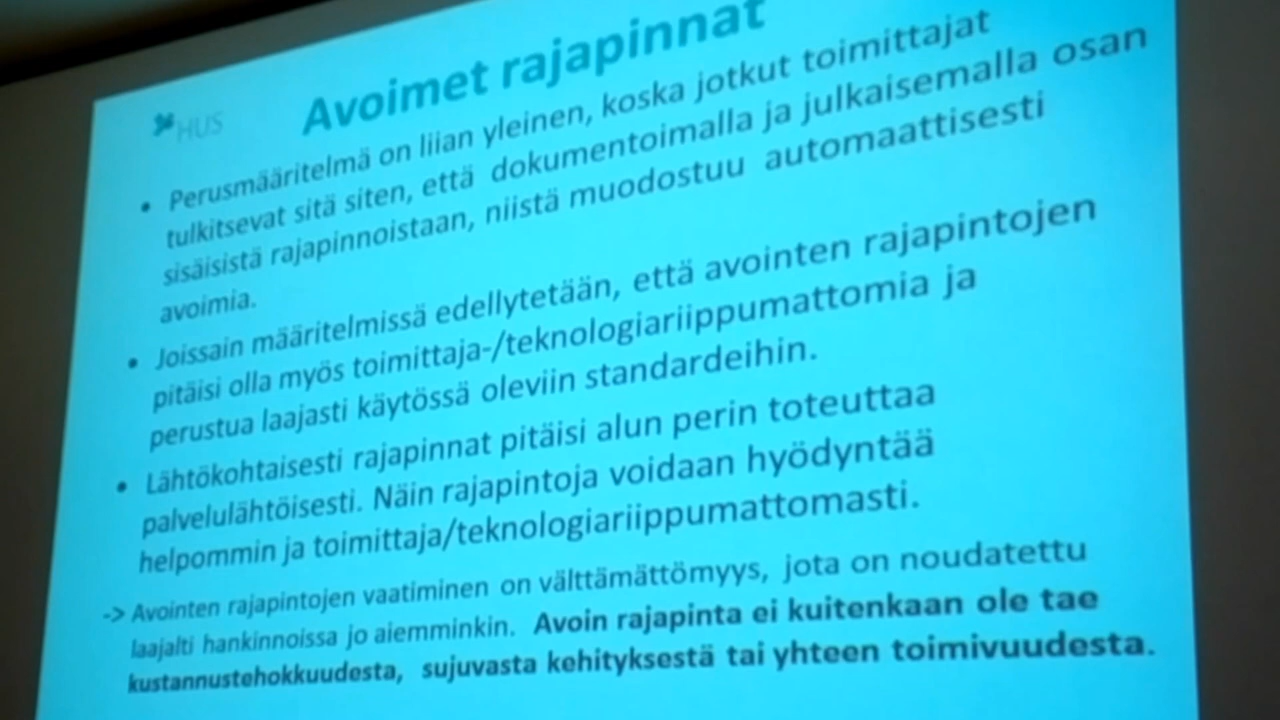 HUS
Avoimet rajapinnat
• Perusmääritelmä on liian yleinen, koska jotkut toimittajat
tulkitsevat sitä siten, että dokumentoimalla ja julkaisemalla osan
sisäisistä rajapinnoistaan, niistä muodostuu automaattisesti
avoimia.
• Joissain määritelmissä edellytetään, että avointen rajapintojen
pitäisi olla myös toimittaja-/teknologiariippumattomia ja
perustua laajasti käytössä oleviin standardeihin.
• Lähtökohtaisesti rajapinnat pitäisi alun perin toteuttaa
palvelulähtöisesti. Näin rajapintoja voidaan hyödyntää
helpommin ja toimittaja/teknologiariippumattomasti.
-> Avointen rajapintojen vaatiminen on välttämättömyys, jota on noudatettu
laajalti hankinnoissa jo aiemminkin. Avoin rajapinta ei kuitenkaan ole tae
kustannustehokkuudesta, sujuvasta kehityksestä tai yhteen toimivuudesta.